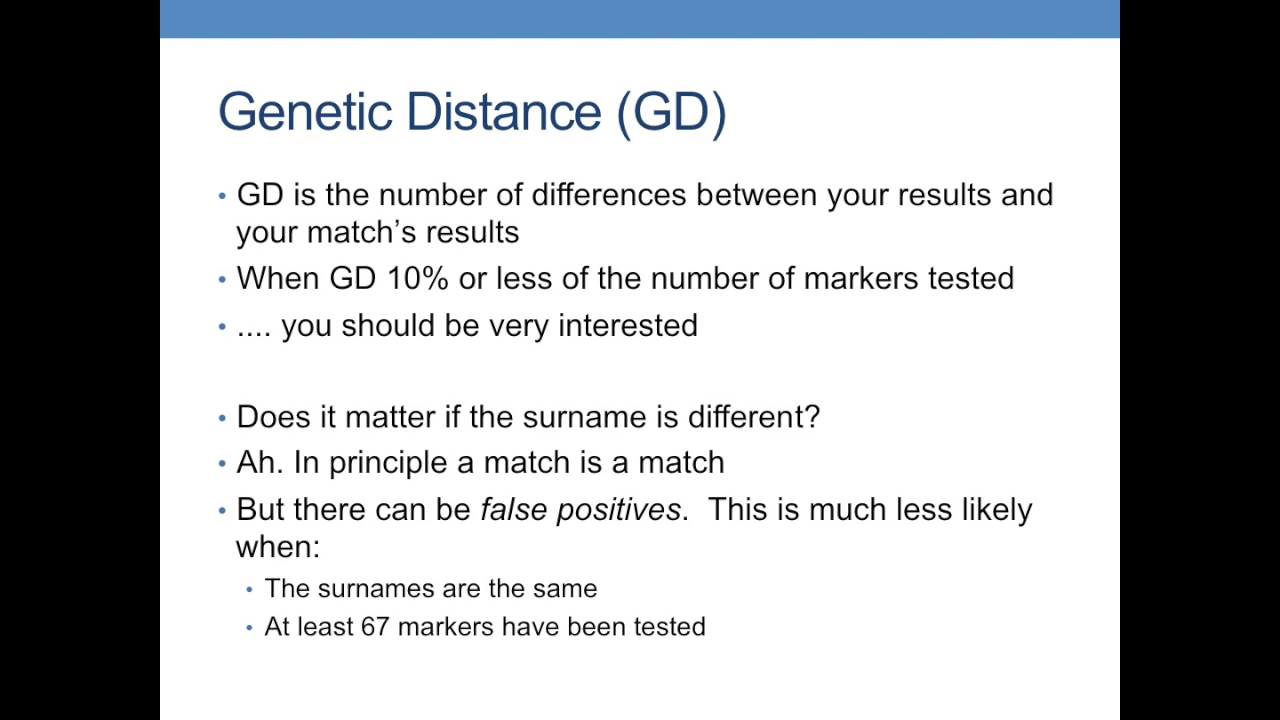 Genetic Distance (GD)
• GD is the number of differences between your results and
your match’s results
• When GD 10% or less of the number of markers tested
• .... you should be very interested
• Does it matter if the surname is different?
• Ah. In principle a match is a match
• But there can be false positives.  This is much less likely
when:
• The surnames are the same
• At least 67 markers have been tested